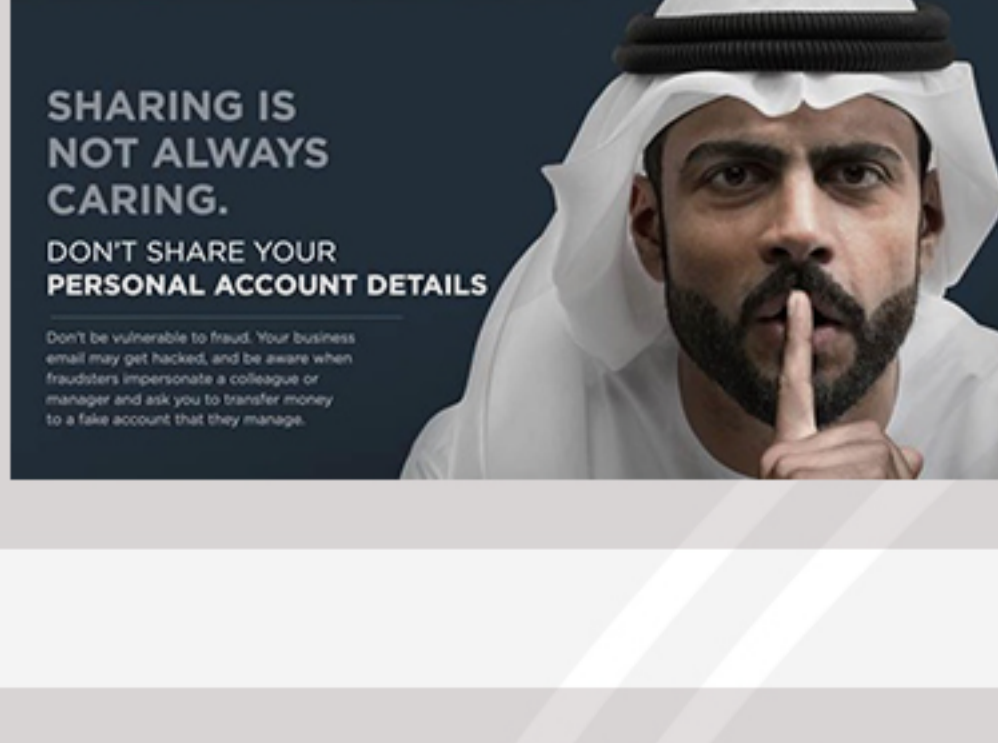 SHARING IS
NOT ALWAYS
CARING.
DON'T SHARE YOUR
PERSONAL ACCOUNT DETAILS
Don't be vulnerable to fraud. Your business
email may get hacked, and be aware when
fraudsters impersonate a colleague or
manager and ask you to transfer money
to a fake account that they manage.